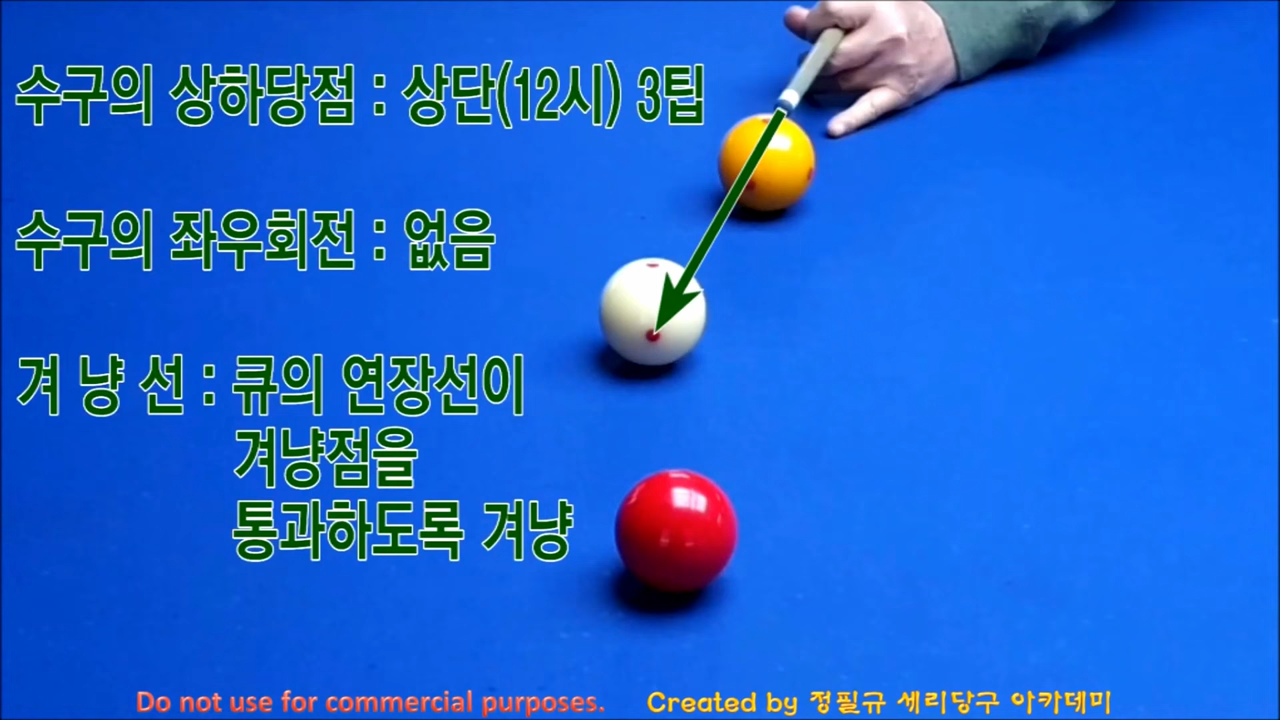 수구의 상하당점 : 상단(12시) 3팁
수구의 좌우회전 : 없음
겨 냥 선 : 큐의 연장선이
겨냥점을
통과하도록 겨냥
Do not use for commercial purposes. Created by 정필규 세리당구 아카데미